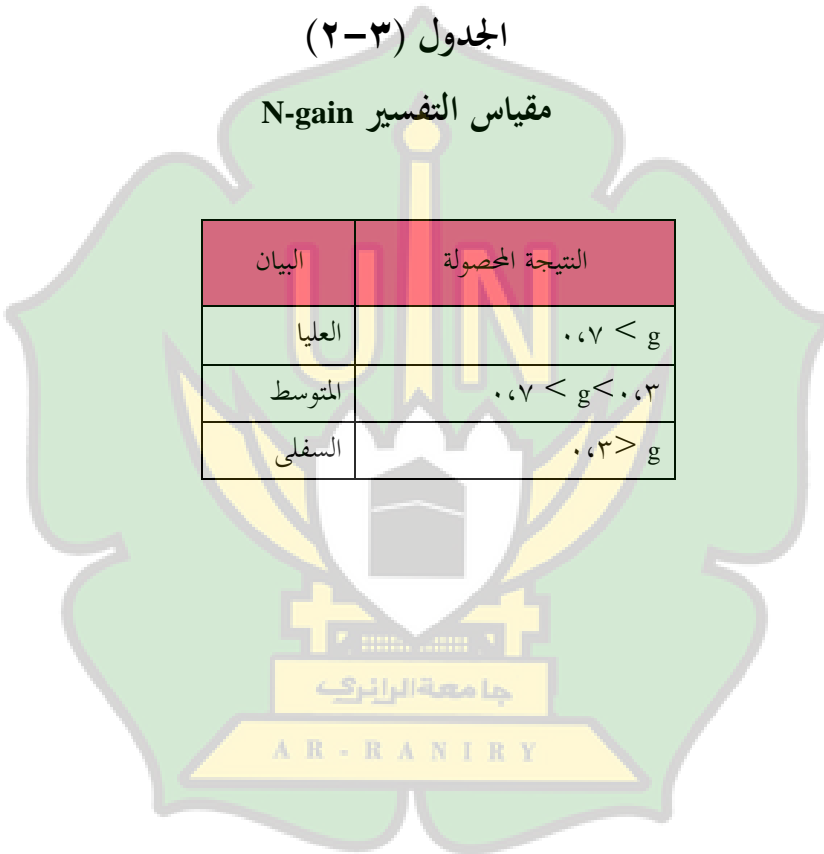 الجدول (٣-٢)
مقياس التفسير N-gain
النتيجة المحصولة البيان
٠،٧ < g العليا
٠،٧ < g<٠،٣ المتوسط
٠،٣> g السفلى
UIN
جامعة الرانري
AR-RANIRY